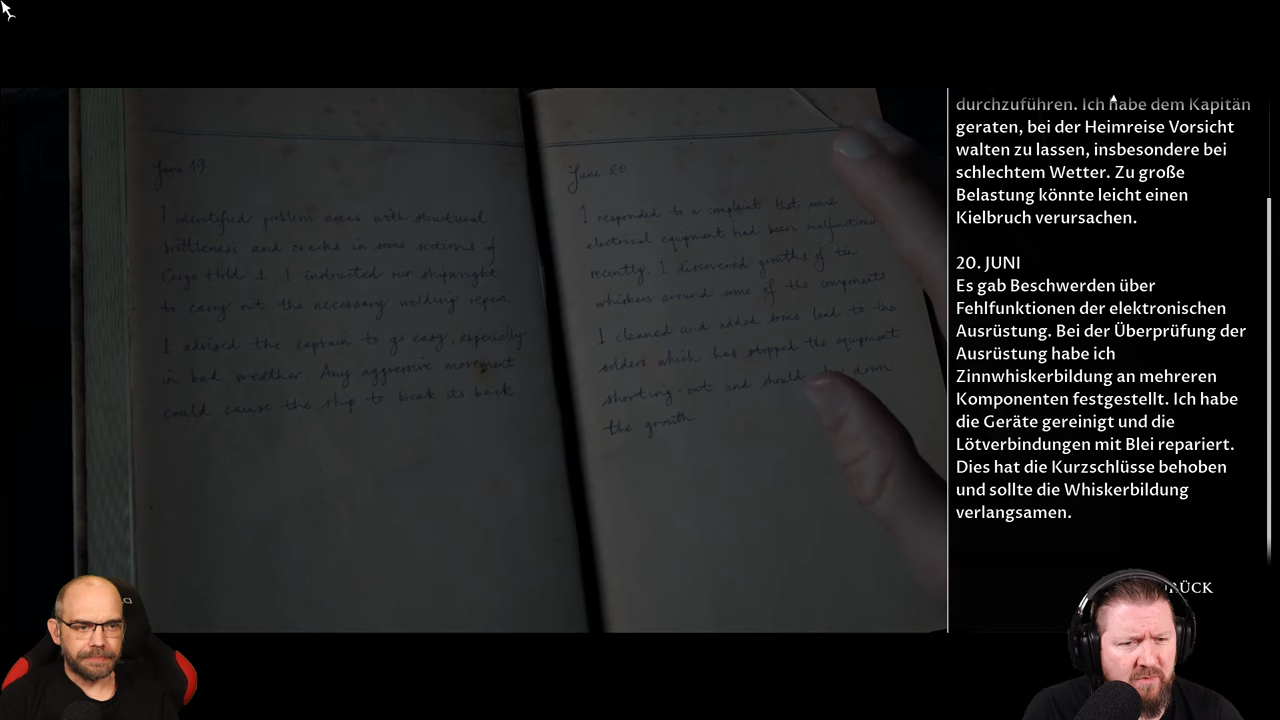 June 19
I identified problem areas with structural
brittleness and cracks in some sections of
Cargo Hold 1. I instructed our shipwright
to carry out the necessary welding repairs
I advised the captain to go easy, especially
in bad weather. Any aggressive movement
could cause the ship to break its back
June 20
I responded to a complaint that some
electrical equipment had been malfunctioning
recently. I discovered growths of tin
whiskers around some of the components
I cleaned and added some lead to the
solders which has stopped the equipment
shorting-out and should down
the growth
durchzuführen. Ich habe dem Kapitän
geraten, bei der Heimreise Vorsicht
walten zu lassen, insbesondere bei
schlechtem Wetter. Zu große
Belastung könnte leicht einen
Kielbruch verursachen.
20. JUNI
Es gab Beschwerden über
Fehlfunktionen der elektronischen
Ausrüstung. Bei der Überprüfung der
Ausrüstung habe ich
Zinnwhiskerbildung an mehreren
Komponenten festgestellt. Ich habe
die Geräte gereinigt und die
Lötverbindungen mit Blei repariert.
Dies hat die Kurzschlüsse behoben
und sollte die Whiskerbildung
verlangsamen.
RÜCK